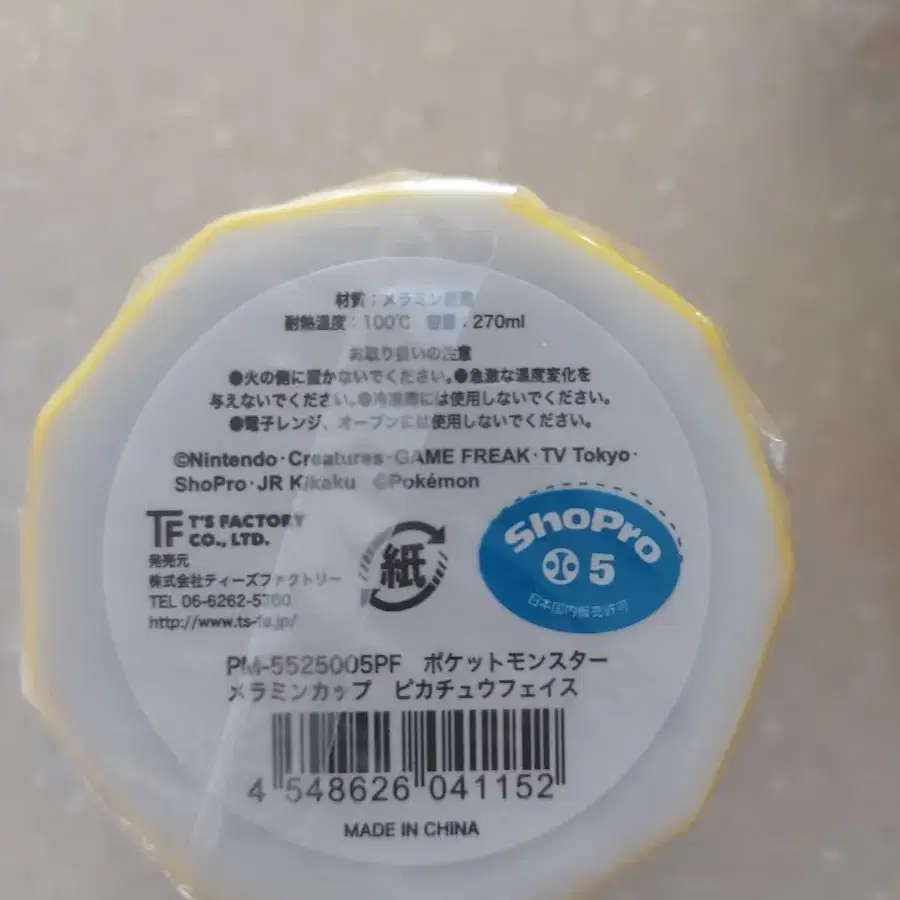 材質：メラミン樹脂
耐熱温度：100℃ 容量：270ml
お取り扱いの注意
●火の側に置かないでください。●急激な温度変化を
与えないでください。●冷凍庫には使用しないでください。
●電子レンジ、オーブンには使用しないでください。
©Nintendo・Creatures・GAME FREAK・TV Tokyo・
ShoPro・JR Kikaku ©Pokémon
TF T'S FACTORY
CO., LTD.
発売元
株式会社ティーズファクトリー
TEL 06-6262-5760
http://www.ts-fa.jp/
紙
ShoPro
5
日本国内販売許可
PM-5525005PF ポケットモンスター
メラミンカップ ピカチュウフェイス
4 548626 041152
MADE IN CHINA